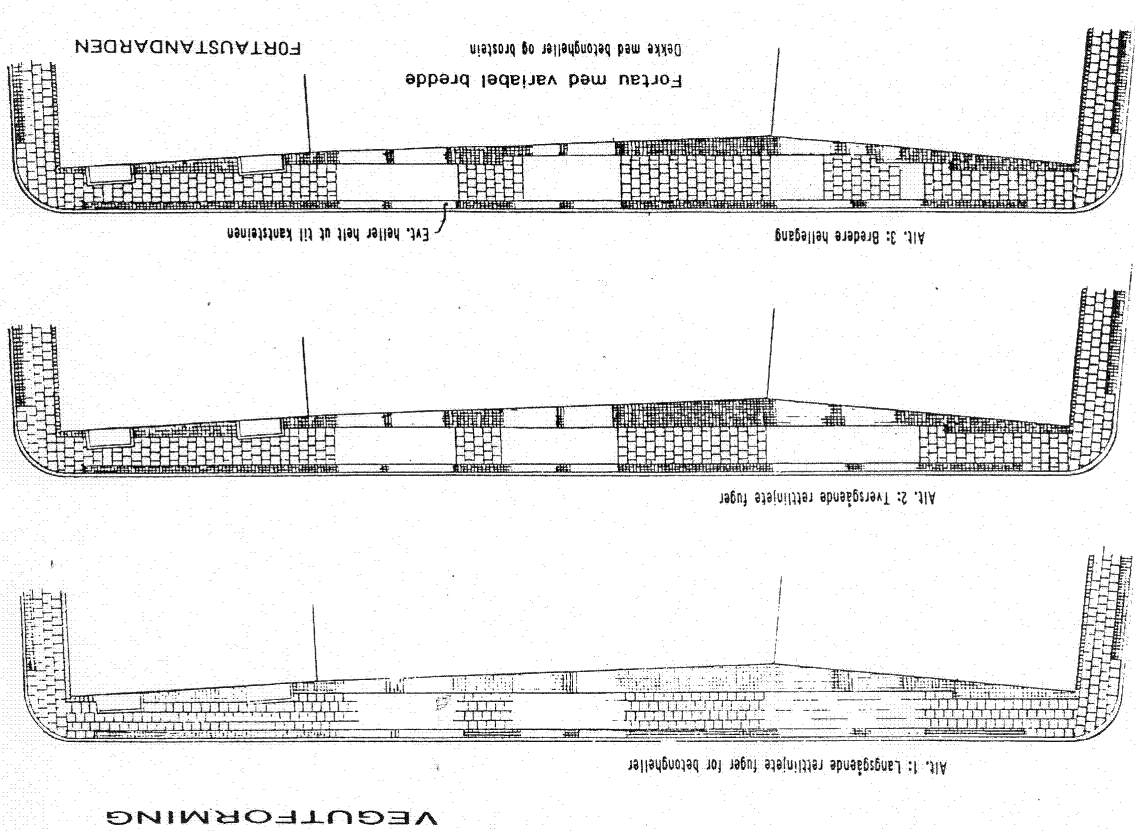 VEGUTFORMING
Alt. 1: Langsgående rettlinjete fuger for betongheller
Alt. 2: Tversgående rettlinjete fuger
Alt. 3: Bredere hellegang
Evt. heller helt ut til kantsteinen
Fortau med variabel bredde
Dekke med betongheller og brostein
FORTAUSTANDARDEN